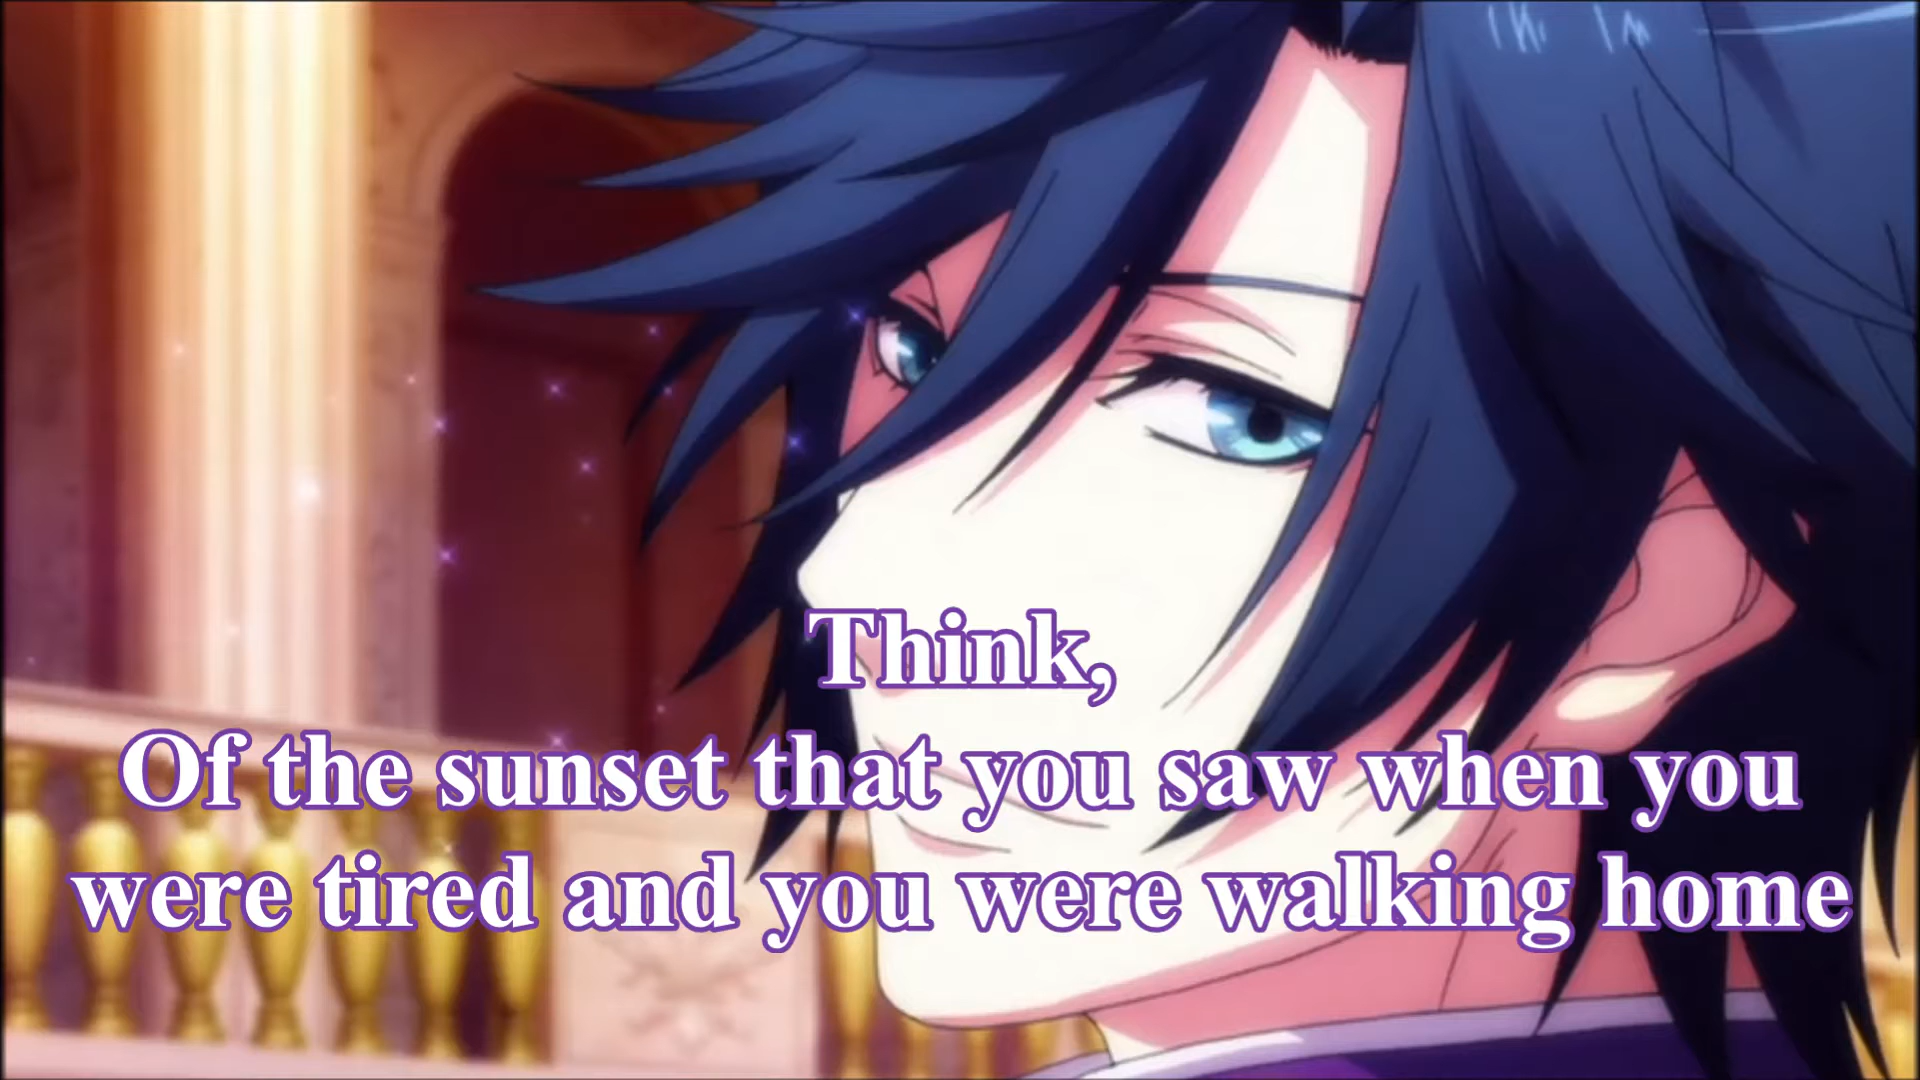 Think,
Of the sunset that you saw when you
were tired and you were walking home